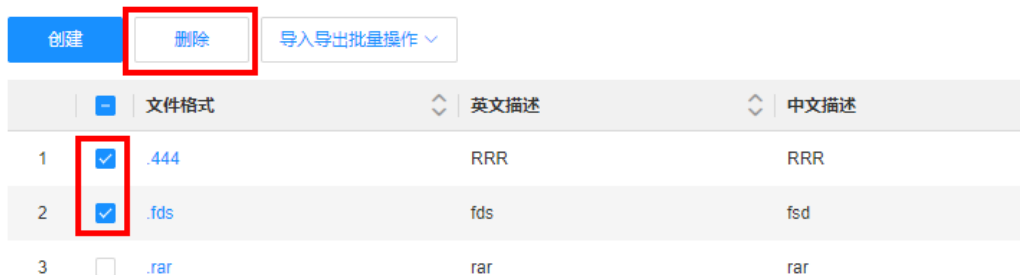 创建 删除 导入导出批量操作
文件格式 英文描述 中文描述
1 .444 RRR RRR
2 .fds fds fsd
3 .rar rar rar